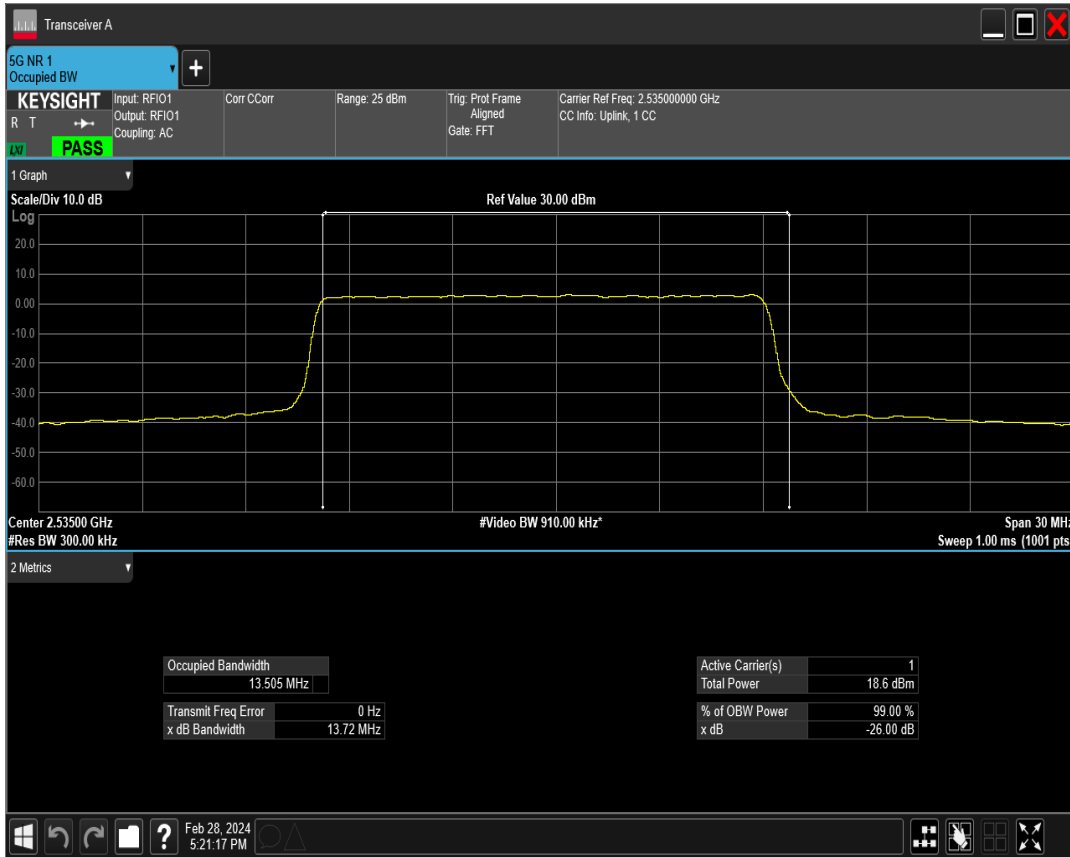 Transceiver A
5G NR 1
Occupied BW
KEYSIGHT
R T
LXI
PASS
Input: RFIO1
Output: RFIO1
Coupling: AC
Corr CCorr
Range: 25 dBm
Trig: Prot Frame
Aligned
Gate: FFT
Carrier Ref Freq: 2.535000000 GHz
CC Info: Uplink, 1 CC
1 Graph
Scale/Div 10.0 dB
Ref Value 30.00 dBm
Log
20.0
10.0
0.00
-10.0
-20.0
-30.0
-40.0
-50.0
-60.0
Center 2.53500 GHz
#Video BW 910.00 kHz*
Span 30 MHz
#Res BW 300.00 kHz
Sweep 1.00 ms (1001 pts
2 Metrics
Occupied Bandwidth
13.505 MHz
Transmit Freq Error 0 Hz
x dB Bandwidth 13.72 MHz
Active Carrier(s) 1
Total Power 18.6 dBm
% of OBW Power 99.00 %
x dB -26.00 dB
?
Feb 28, 2024
5:21:17 PM